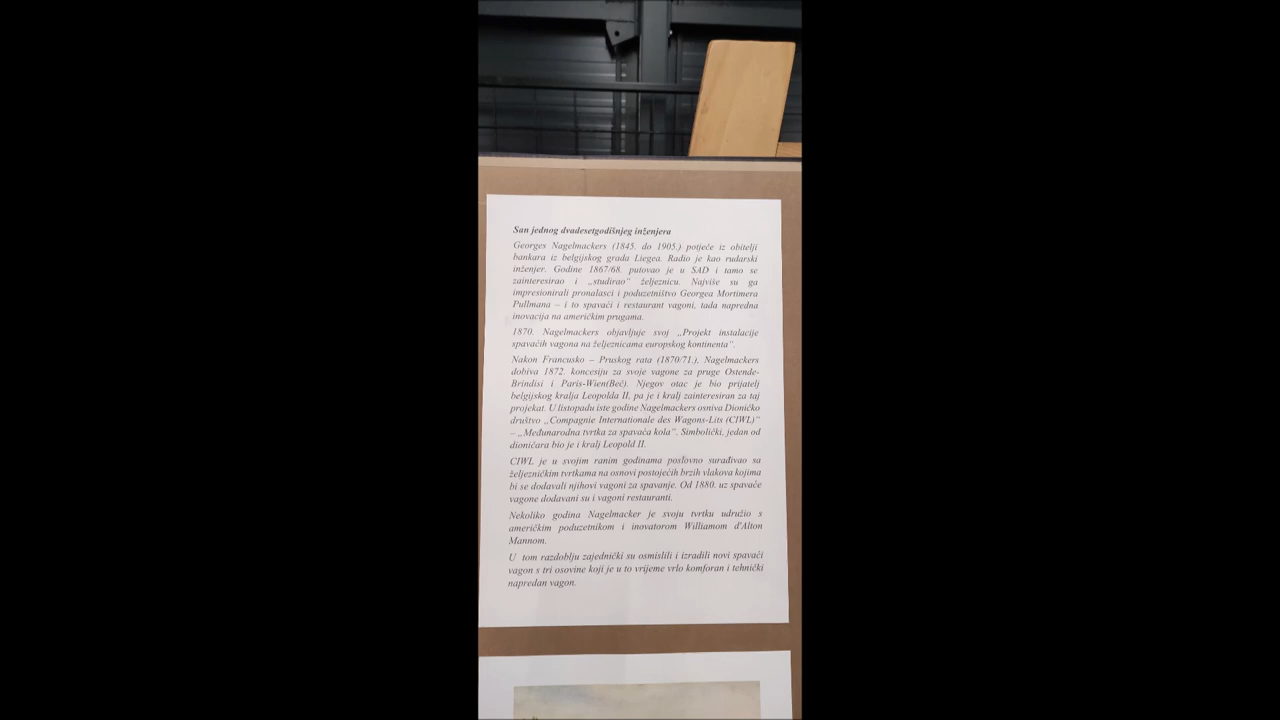 San jednog dvadesetgodišnjeg inženjera
Georges Nagelmackers (1845. do 1905.) potječe iz obitelji
bankara iz belgijskog grada Liegea. Radio je kao rudarski
inženjer. Godine 1867/68. putovao je u SAD i tamo se
zainteresirao i „studirao" željeznicu. Najviše su ga
impresionirali pronalasci i poduzetništvo Georgea Mortimera
Pullmana – i to spavaći i restaurant vagoni, tada napredna
inovacija na američkim prugama.
1870. Nagelmackers objavljuje svoj „Projekt instalacije
spavaćih vagona na željeznicama europskog kontinenta".
Nakon Francusko – Pruskog rata (1870/71.), Nagelmackers
dobiva 1872. koncesiju za svoje vagone za pruge Ostende-
Brindisi i Paris-Wien(Beč). Njegov otac je bio prijatelj
belgijskog kralja Leopolda II, pa je i kralj zainteresiran za taj
projekat. U listopadu iste godine Nagelmackers osniva Dioničko
društvo „Compagnie Internationale des Wagons-Lits (CIWL)"
– „Međunarodna tvrtka za spavaća kola". Simbolički, jedan od
dioničara bio je i kralj Leopold II.
CIWL je u svojim ranim godinama poslovno surađivao sa
željezničkim tvrtkama na osnovi postojećih brzih vlakova kojima
bi se dodavali njihovi vagoni za spavanje. Od 1880. uz spavaće
vagone dodavani su i vagoni restauranti.
Nekoliko godina Nagelmacker je svoju tvrtku udružio s
američkim poduzetnikom i inovatorom Williamom d'Alton
Mannom.
U tom razdoblju zajednički su osmislili i izradili novi spavaći
vagon s tri osovine koji je u to vrijeme vrlo komforan i tehnički
napredan vagon.